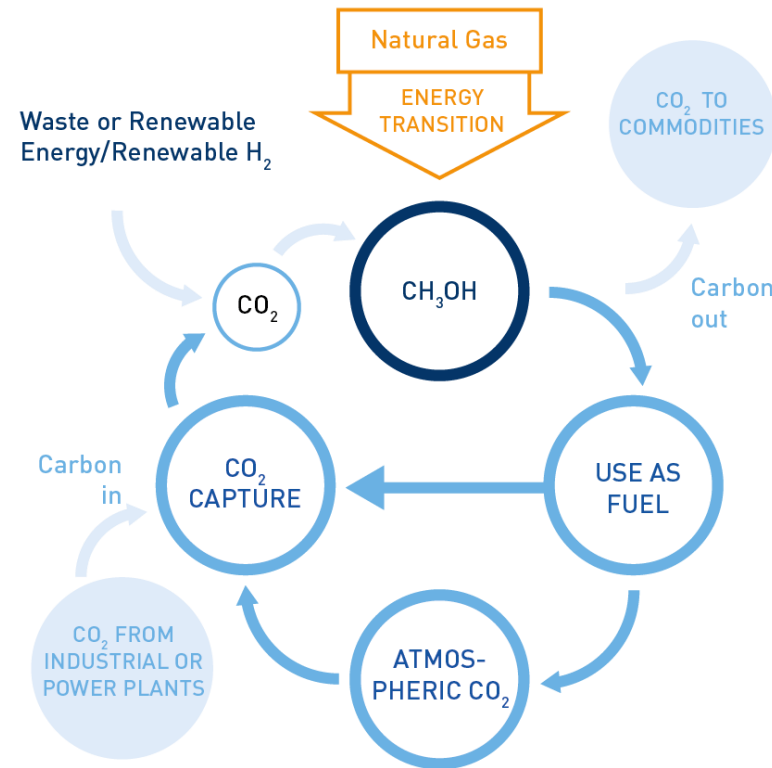 Natural Gas
ENERGY
TRANSITION
CO₂ TO
COMMODITIES
Waste or Renewable
Energy/Renewable H₂
CO₂
CH₃OH
Carbon
out
Carbon
in
CO₂
CAPTURE
USE AS
FUEL
CO₂ FROM
INDUSTRIAL OR
POWER PLANTS
ATMOS-
PHERIC CO₂